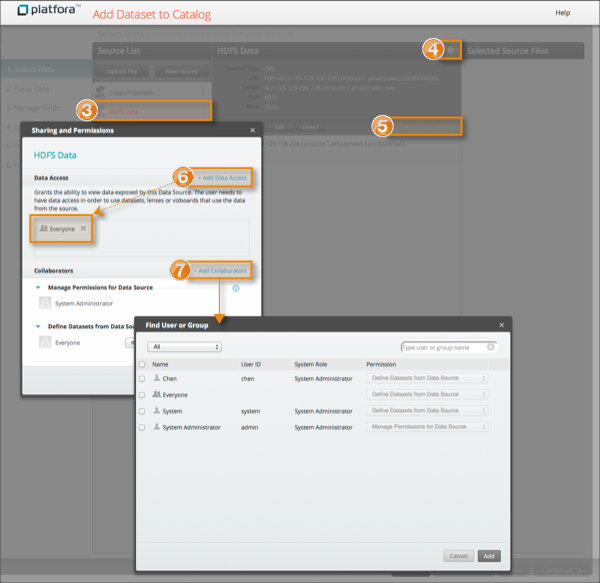 platfora™
Add Dataset to Catalog
Help
Source List
HDFS Data
Selected Source Files
1. Select Data
Upload File
New Source
2. Parse Data
3. Manage Fields
Copy of Uploads
HDFS Data
Edit
Delete
3
4
5
Sharing and Permissions
×
HDFS Data
Data Access
6
+ Add Data Access
Grants the ability to view data exposed by this Data Source. The user needs to
have data access in order to use datasets, lenses or vizboards that use the data
from the source.
Everyone ×
Collaborators
7
+ Add Collaborators
Manage Permissions for Data Source
System Administrator
Define Datasets from Data Sou
Everyone
Find User or Group
×
All
Type user or group name
Name User ID System Role Permission
Chen chen System Administrator Define Datasets from Data Source
Everyone Define Datasets from Data Source
System system System Administrator Define Datasets from Data Source
System Administrator admin System Administrator Manage Permissions for Data Source
Cancel
Add